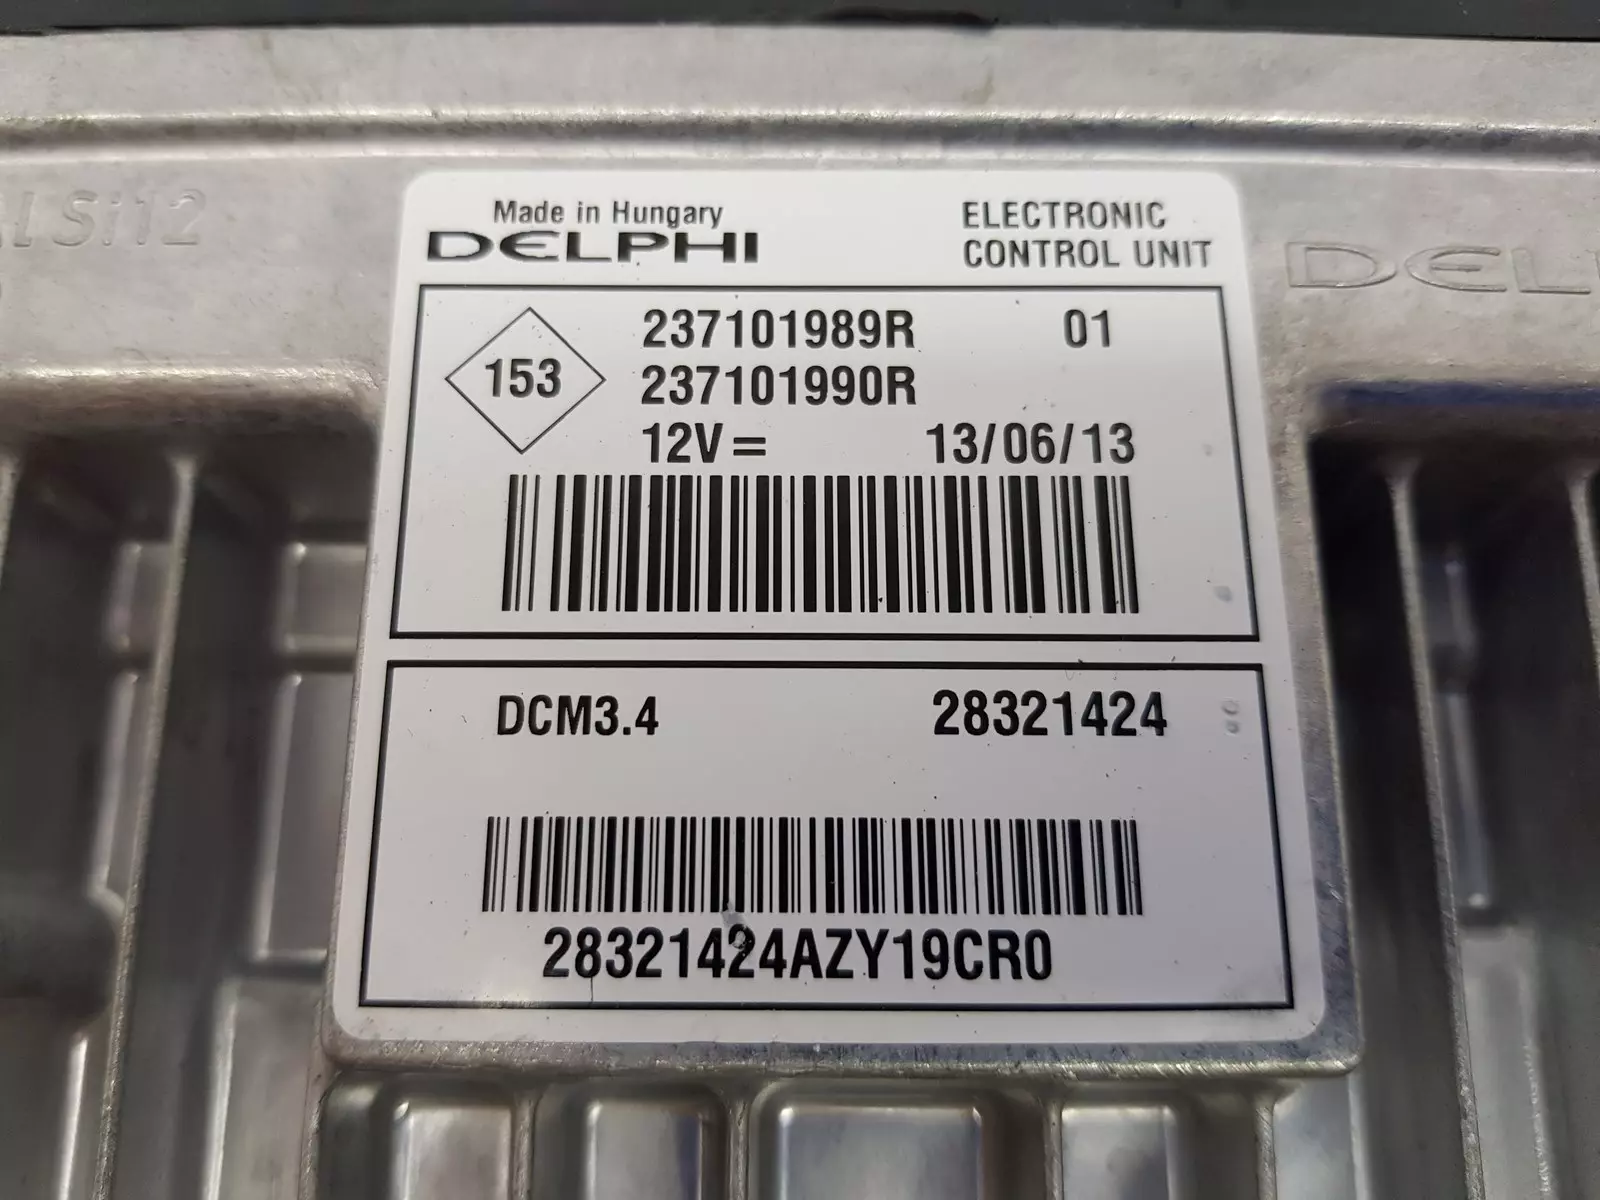 Made in Hungary
DELPHI
ELECTRONIC
CONTROL UNIT
Si12
153
237101989R 01
237101990R
12V= 13/06/13
DCM3.4 28321424
28321424AZY19CR0